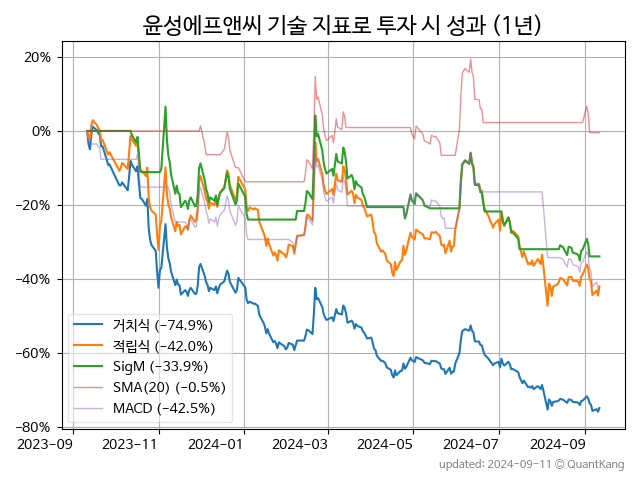 윤성에프앤씨 기술 지표로 투자 시 성과 (1년)
20%
0%
−20%
−40%
−60%
−80%
거치식 (−74.9%)
적립식 (−42.0%)
SigM (−33.9%)
SMA(20) (−0.5%)
MACD (−42.5%)
2023-09
2023-11
2024-01
2024-03
2024-05
2024-07
2024-09
updated: 2024-09-11 © QuantKang